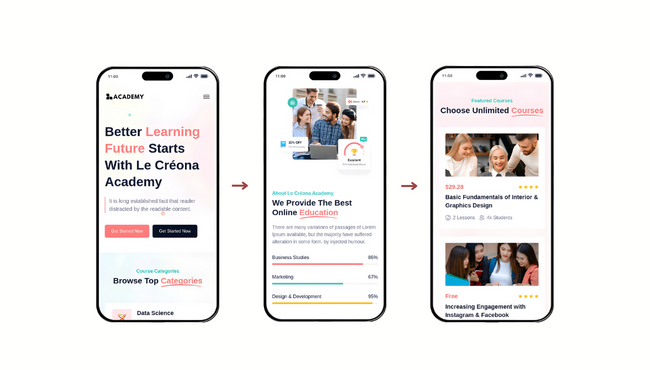 11:00
ACADEMY
Better Learning
Future Starts
With Le Créona
Academy
It is long established fact that reader
distracted by the readable content.
Get Started Now
Get Started Now
Course Categories
Browse Top Categories
Data Science
11:00
Excellent
About Le Créona Academy
We Provide The Best
Online Education
There are many variations of passages of Lorem
Ipsum available, but the majority have suffered
alteration in some form, by injected humour.
Business Studies 86%
Marketing 67%
Design & Development 95%
11:00
Featured Courses
Choose Unlimited Courses
$29.28
Basic Fundamentals of Interior &
Graphics Design
2 Lessons
4k Students
Free
Increasing Engagement with
Instagram & Facebook